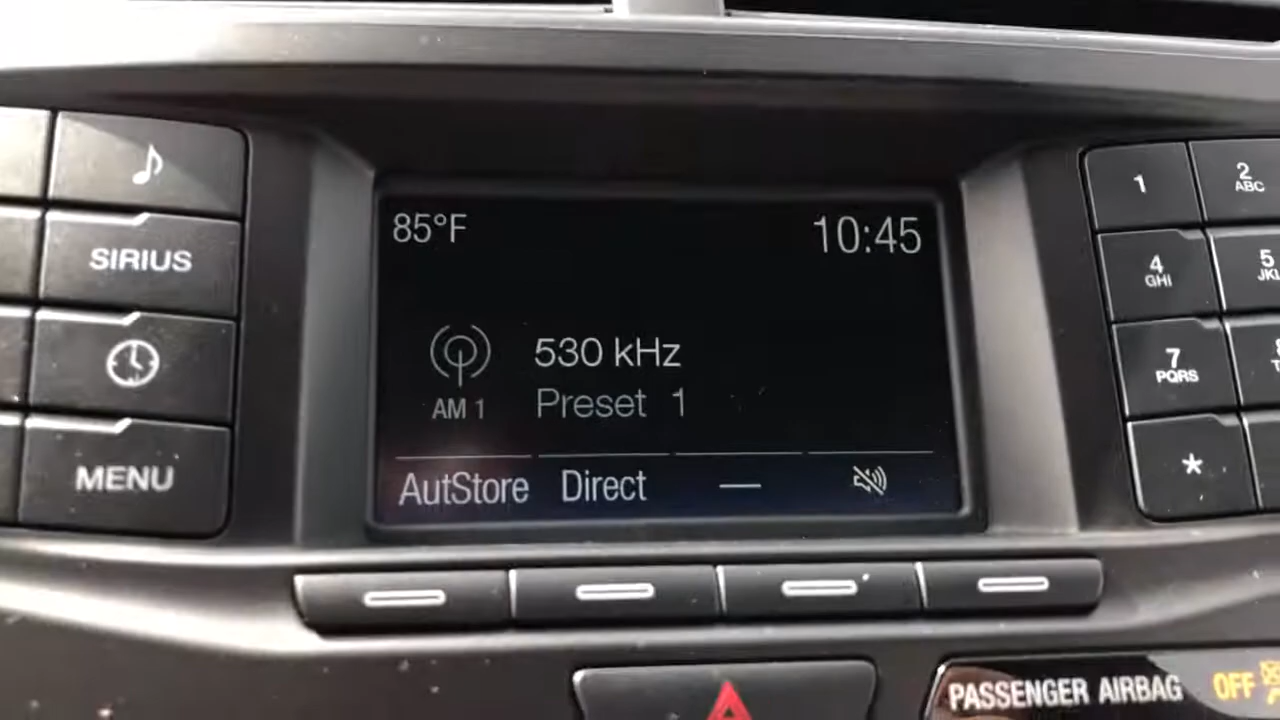 SIRIUS
MENU
85°F
10:45
530 kHz
AM 1
Preset 1
AutStore Direct —
1
2
ABC
4
GHI
5
JKL
7
PQRS
*
PASSENGER AIRBAG OFF